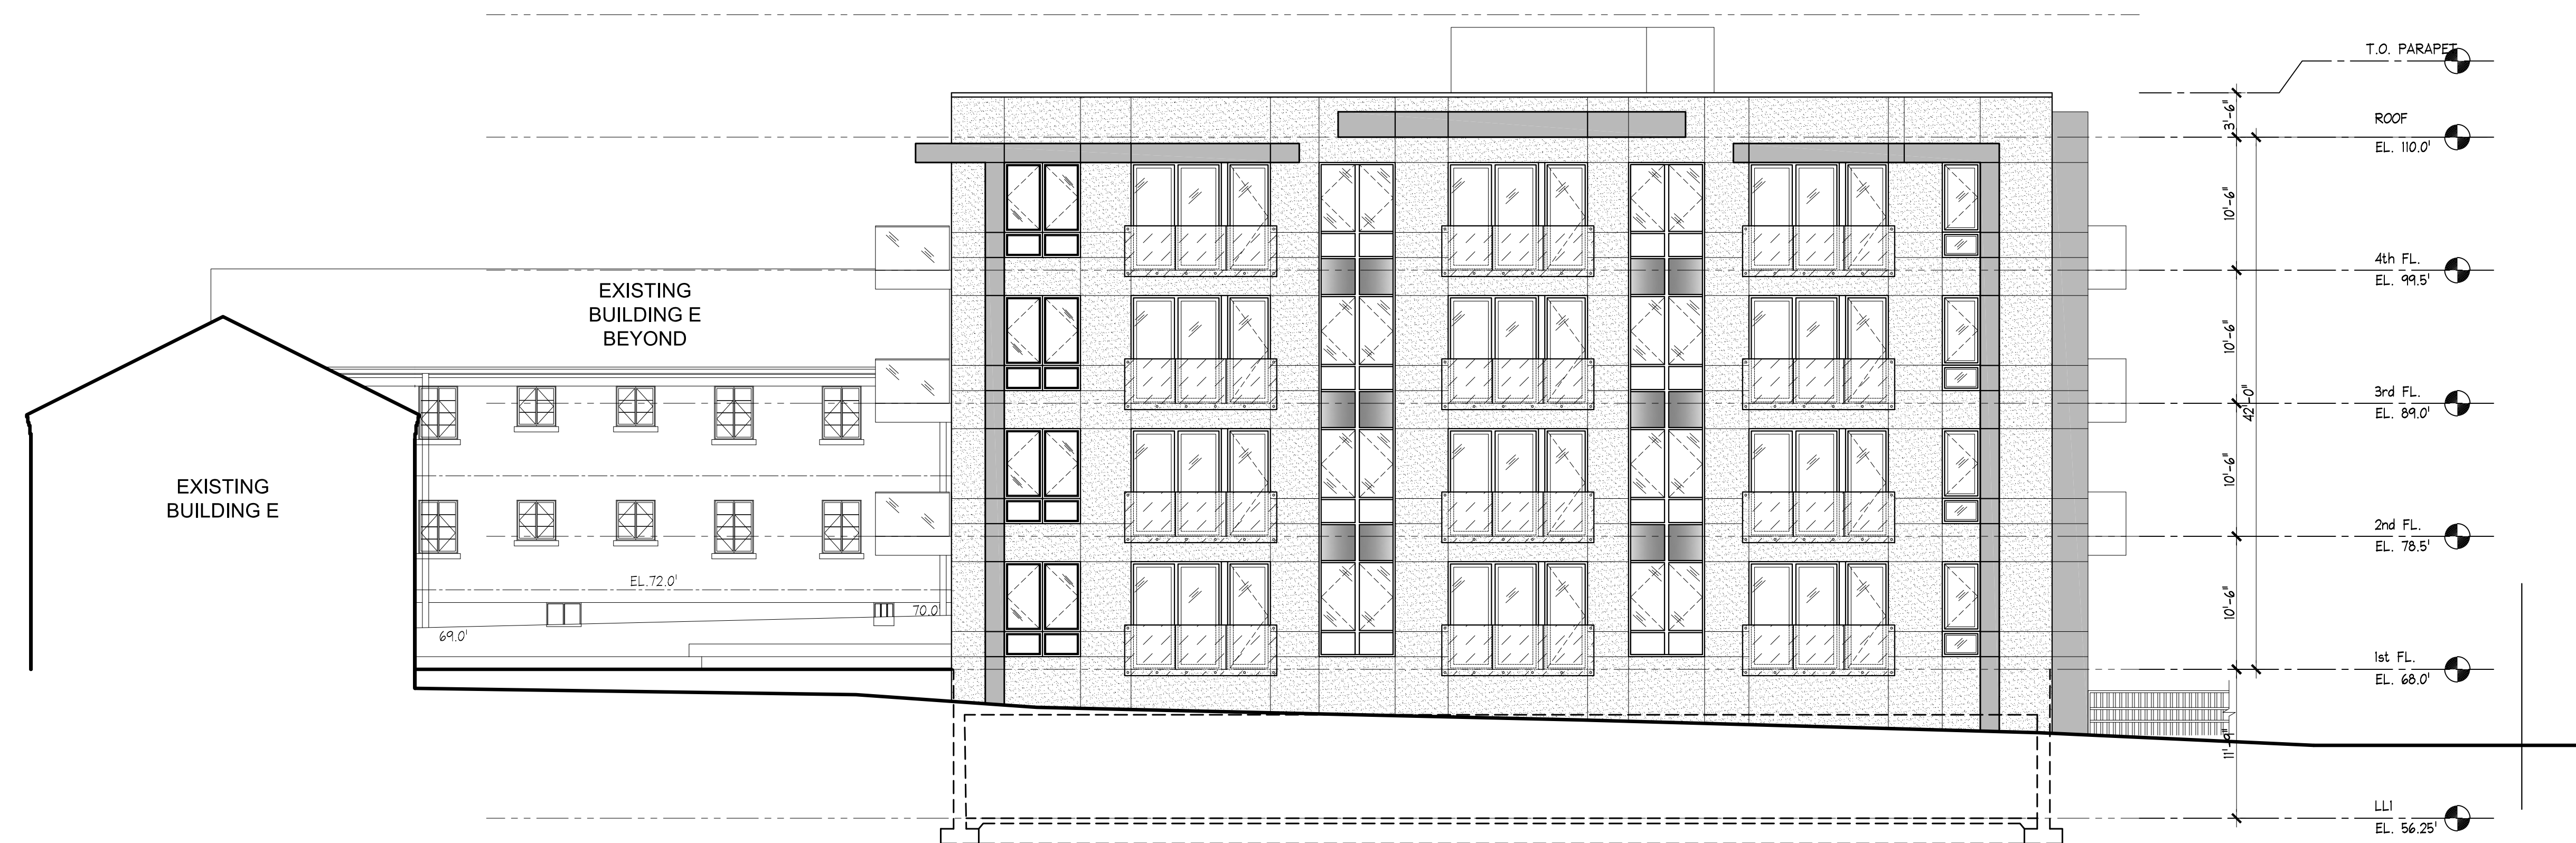 T.O. PARAPET
3'-6"
ROOF
EL. 110.0'
10'-6"
4th FL.
EL. 99.5'
EXISTING
BUILDING E
BEYOND
10'-6"
42'-0"
3rd FL.
EL. 89.0'
10'-6"
EXISTING
BUILDING E
2nd FL.
EL. 78.5'
EL.72.0'
70.0'
69.0'
10'-6"
1st FL.
EL. 68.0'
11'-9"
LL1
EL. 56.25'